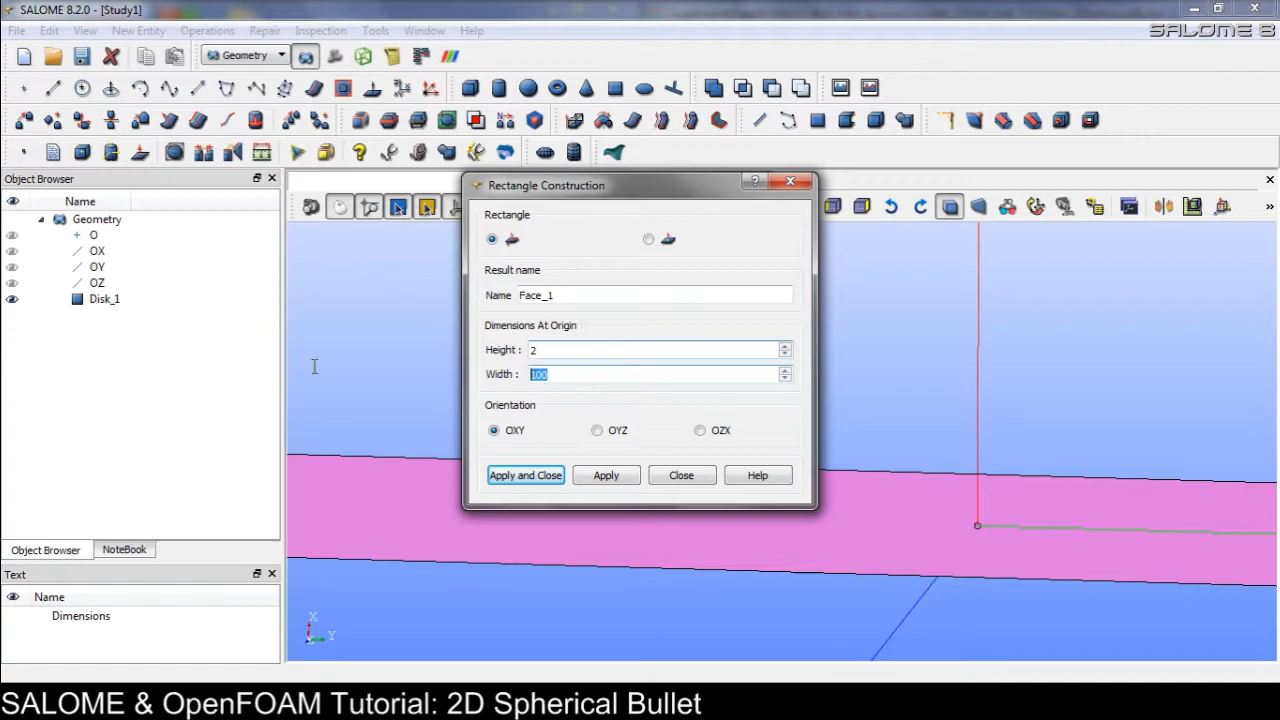 SALOME 8.2.0 - [Study1]
File Edit View New Entity Operations Repair Inspection Tools Window Help
SALOME 8
Geometry
Object Browser
Name
Geometry
O
OX
OY
OZ
Disk_1
Rectangle Construction
Rectangle
Result name
Name Face_1
Dimensions At Origin
Height : 2
Width : 100
Orientation
OXY OYZ OZX
Apply and Close Apply Close Help
Object Browser NoteBook
Text
Name
Dimensions
X
Y
SALOME & OpenFOAM Tutorial: 2D Spherical Bullet